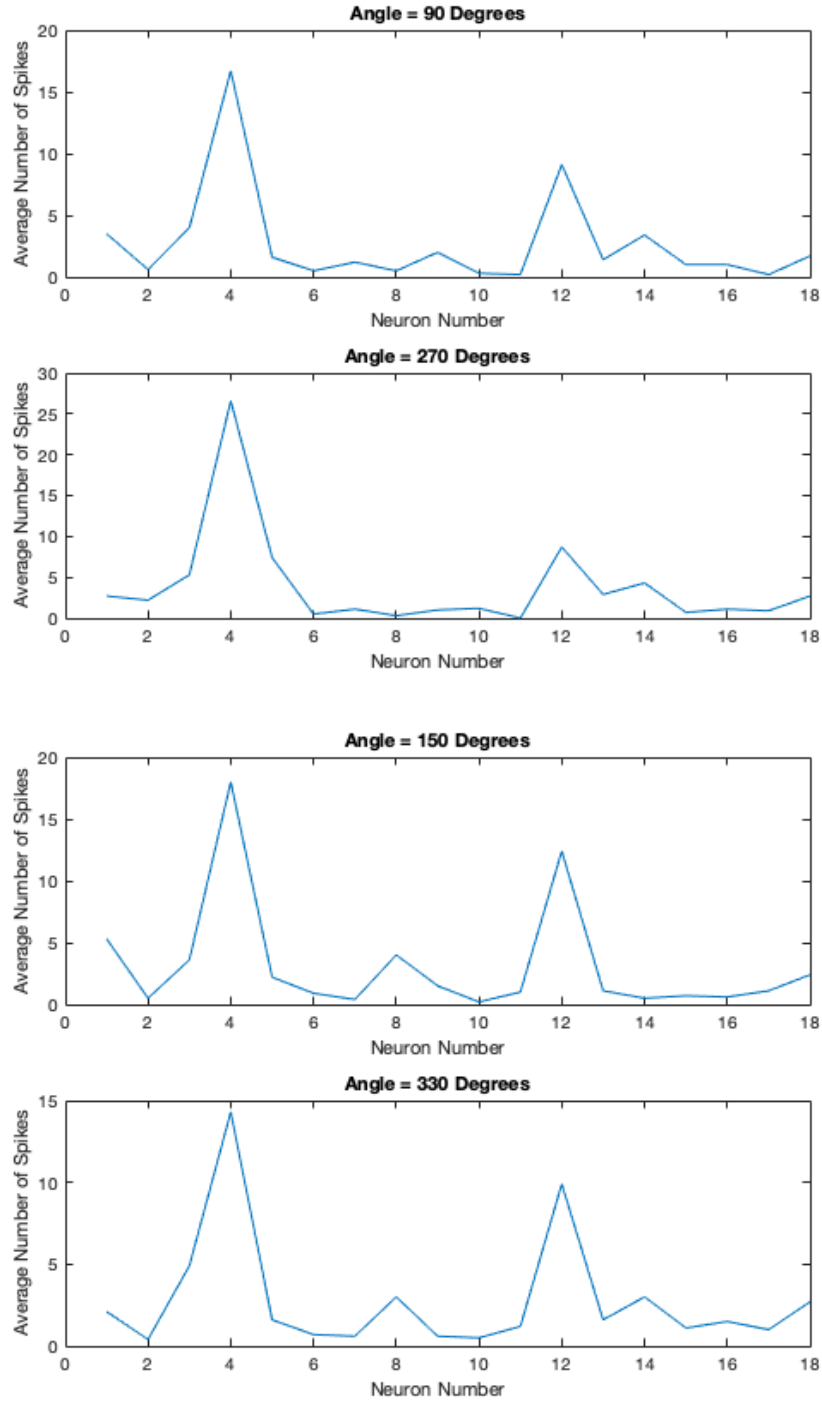 Angle = 90 Degrees
20
15
10
5
0
Average Number of Spikes
0 2 4 6 8 10 12 14 16 18
Neuron Number
Angle = 270 Degrees
30
25
20
15
10
5
0
Average Number of Spikes
0 2 4 6 8 10 12 14 16 18
Neuron Number
Angle = 150 Degrees
20
15
10
5
0
Average Number of Spikes
0 2 4 6 8 10 12 14 16 18
Neuron Number
Angle = 330 Degrees
15
10
5
0
Average Number of Spikes
0 2 4 6 8 10 12 14 16 18
Neuron Number